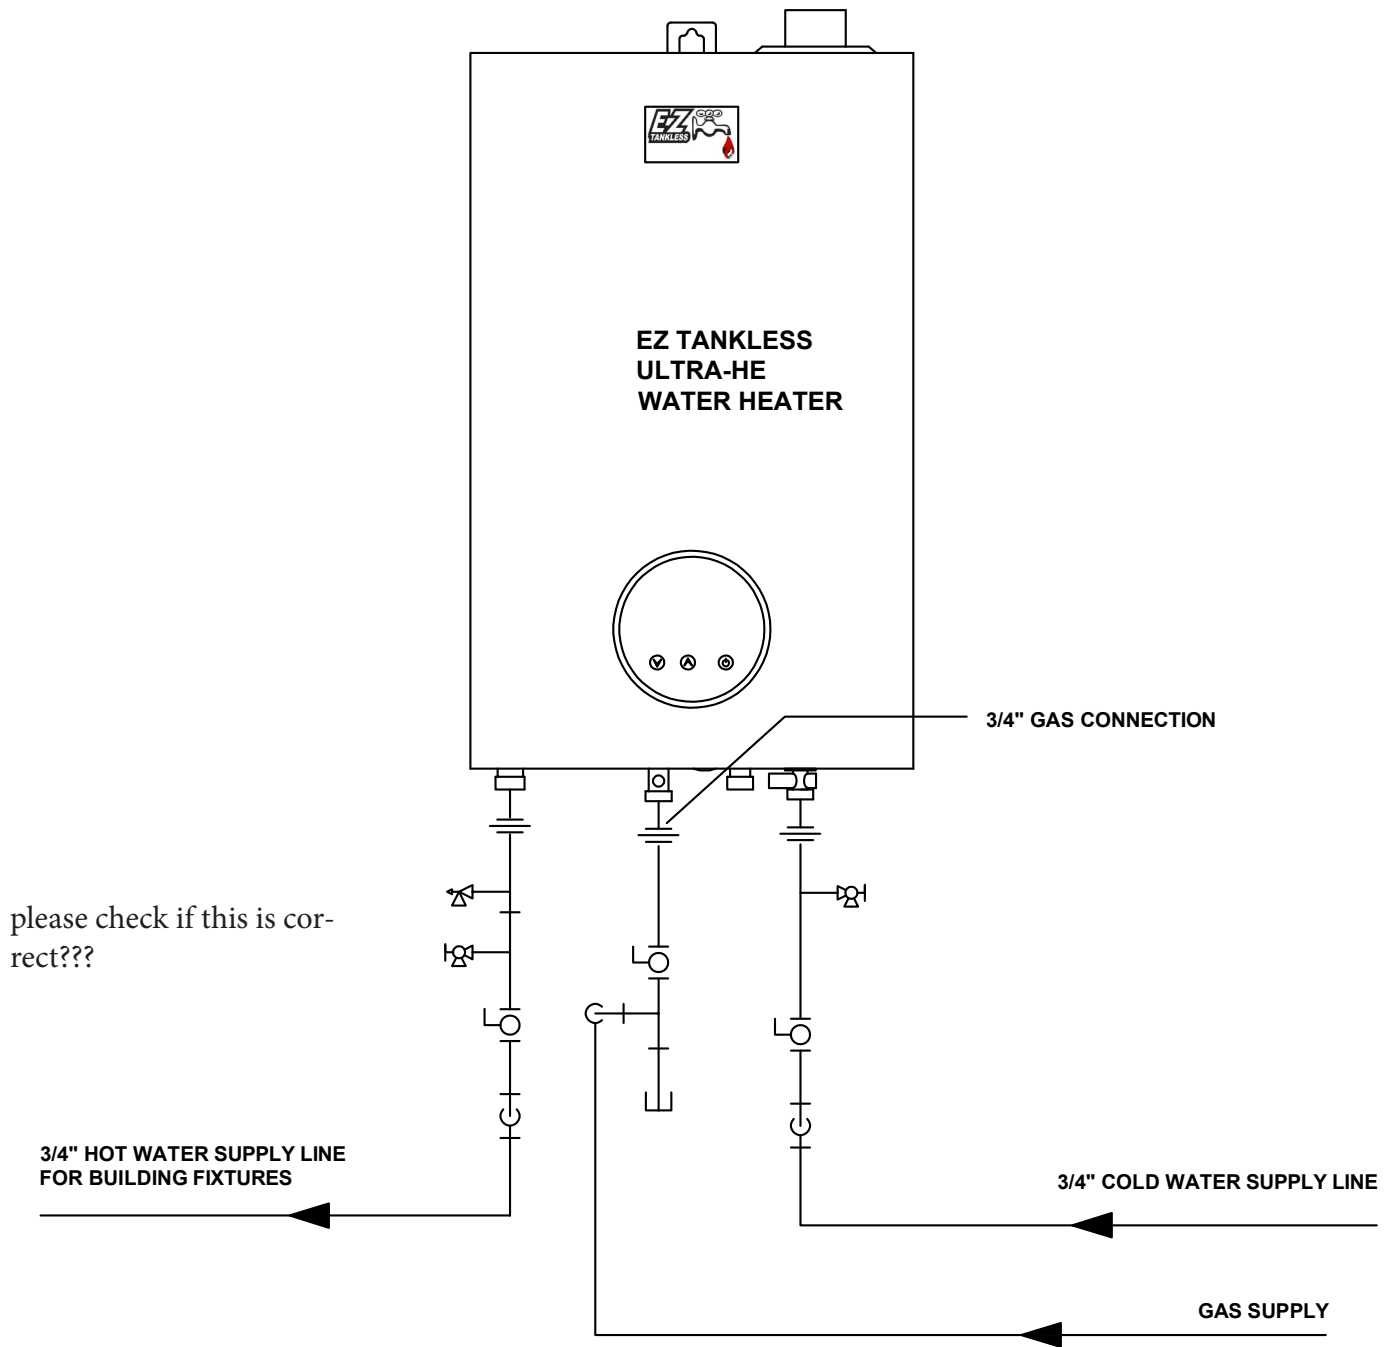 EZ
TANKLESS
EZ TANKLESS
ULTRA-HE
WATER HEATER
3/4" GAS CONNECTION
please check if this is cor-
rect???
3/4" HOT WATER SUPPLY LINE
FOR BUILDING FIXTURES
3/4" COLD WATER SUPPLY LINE
GAS SUPPLY